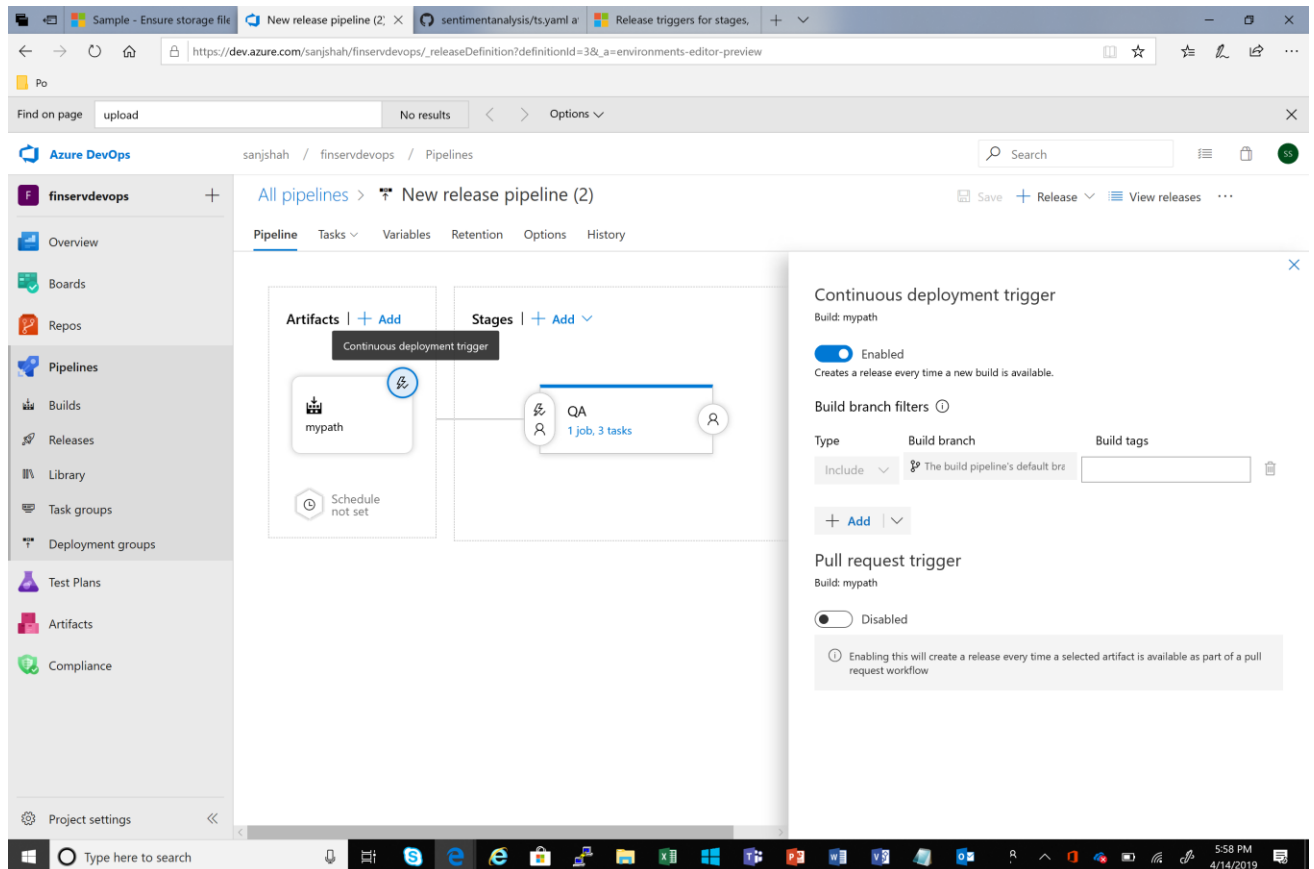 Sample - Ensure storage file
New release pipeline (2)
sentimentanalysis/ts.yaml a
Release triggers for stages,
https://dev.azure.com/sanjshah/finservdevops/_releaseDefinition?definitionId=3&_a=environments-editor-preview
Po
Find on page upload No results Options
Azure DevOps sanjshah / finservdevops / Pipelines Search SS
F finservdevops
All pipelines > New release pipeline (2) Save Release View releases
Pipeline Tasks Variables Retention Options History
Overview
Boards
Repos
Pipelines
Builds
Releases
Library
Task groups
Deployment groups
Test Plans
Artifacts
Compliance
Project settings
Artifacts | + Add
Stages | + Add
Continuous deployment trigger
mypath
Schedule
not set
QA
1 job, 3 tasks
Continuous deployment trigger
Build: mypath
Enabled
Creates a release every time a new build is available.
Build branch filters
Type Build branch Build tags
Include The build pipeline's default bra
+ Add
Pull request trigger
Build: mypath
Disabled
Enabling this will create a release every time a selected artifact is available as part of a pull
request workflow
Type here to search
5:58 PM
4/14/2019